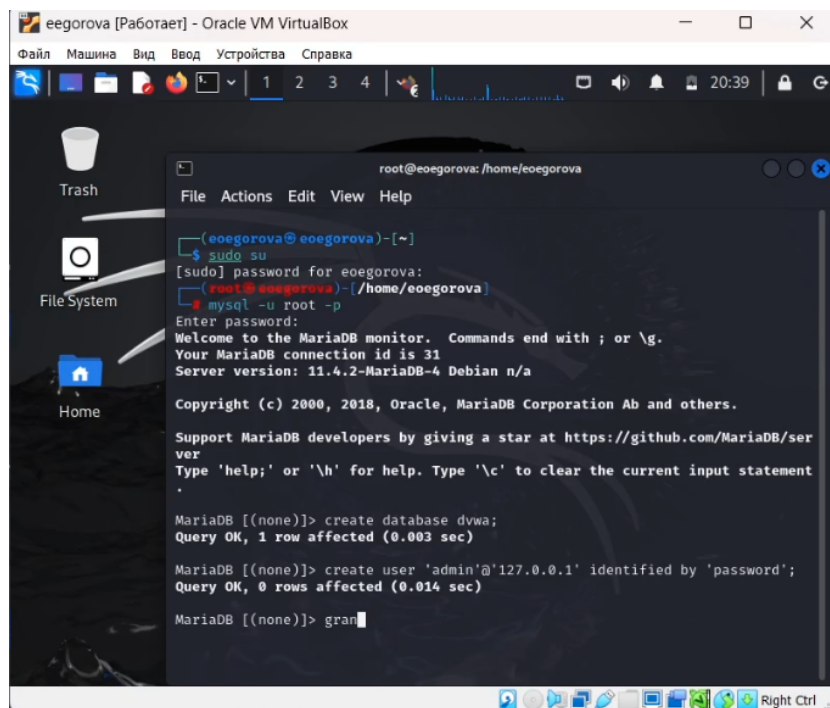 eegorova [Работает] - Oracle VM VirtualBox
Файл Машина Вид Ввод Устройства Справка
1 2 3 4 20:39
root@eoegorova: /home/eoegorova
Trash
File Actions Edit View Help
(eoegorova㉿eoegorova)-[~]
$ sudo su
[sudo] password for eoegorova:
(root㉿eoegorova)-[/home/eoegorova]
# mysql -u root -p
File System
Enter password:
Welcome to the MariaDB monitor.  Commands end with ; or \g.
Your MariaDB connection id is 31
Server version: 11.4.2-MariaDB-4 Debian n/a
Home
Copyright (c) 2000, 2018, Oracle, MariaDB Corporation Ab and others.
Support MariaDB developers by giving a star at https://github.com/MariaDB/ser
ver
Type 'help;' or '\h' for help. Type '\c' to clear the current input statement
.
MariaDB [(none)]> create database dvwa;
Query OK, 1 row affected (0.003 sec)
MariaDB [(none)]> create user 'admin'@'127.0.0.1' identified by 'password';
Query OK, 0 rows affected (0.014 sec)
MariaDB [(none)]> gran
Right Ctrl